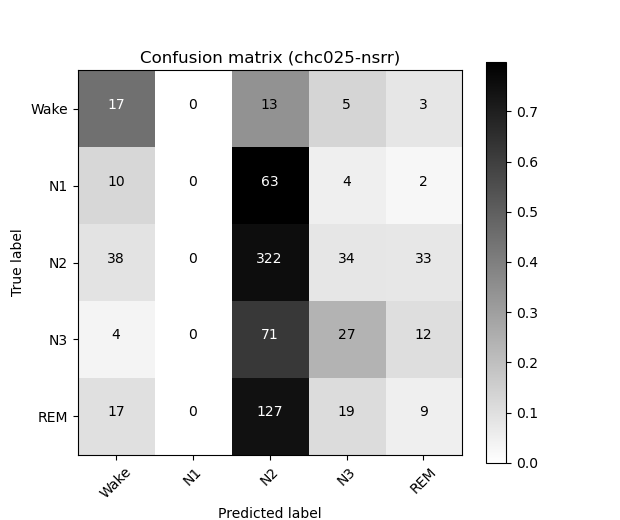 Confusion matrix (chc025-nsrr)
Wake 17 0 13 5 3
N1 10 0 63 4 2
N2 38 0 322 34 33
N3 4 0 71 27 12
REM 17 0 127 19 9
Wake N1 N2 N3 REM
Predicted label
True label
0.7
0.6
0.5
0.4
0.3
0.2
0.1
0.0